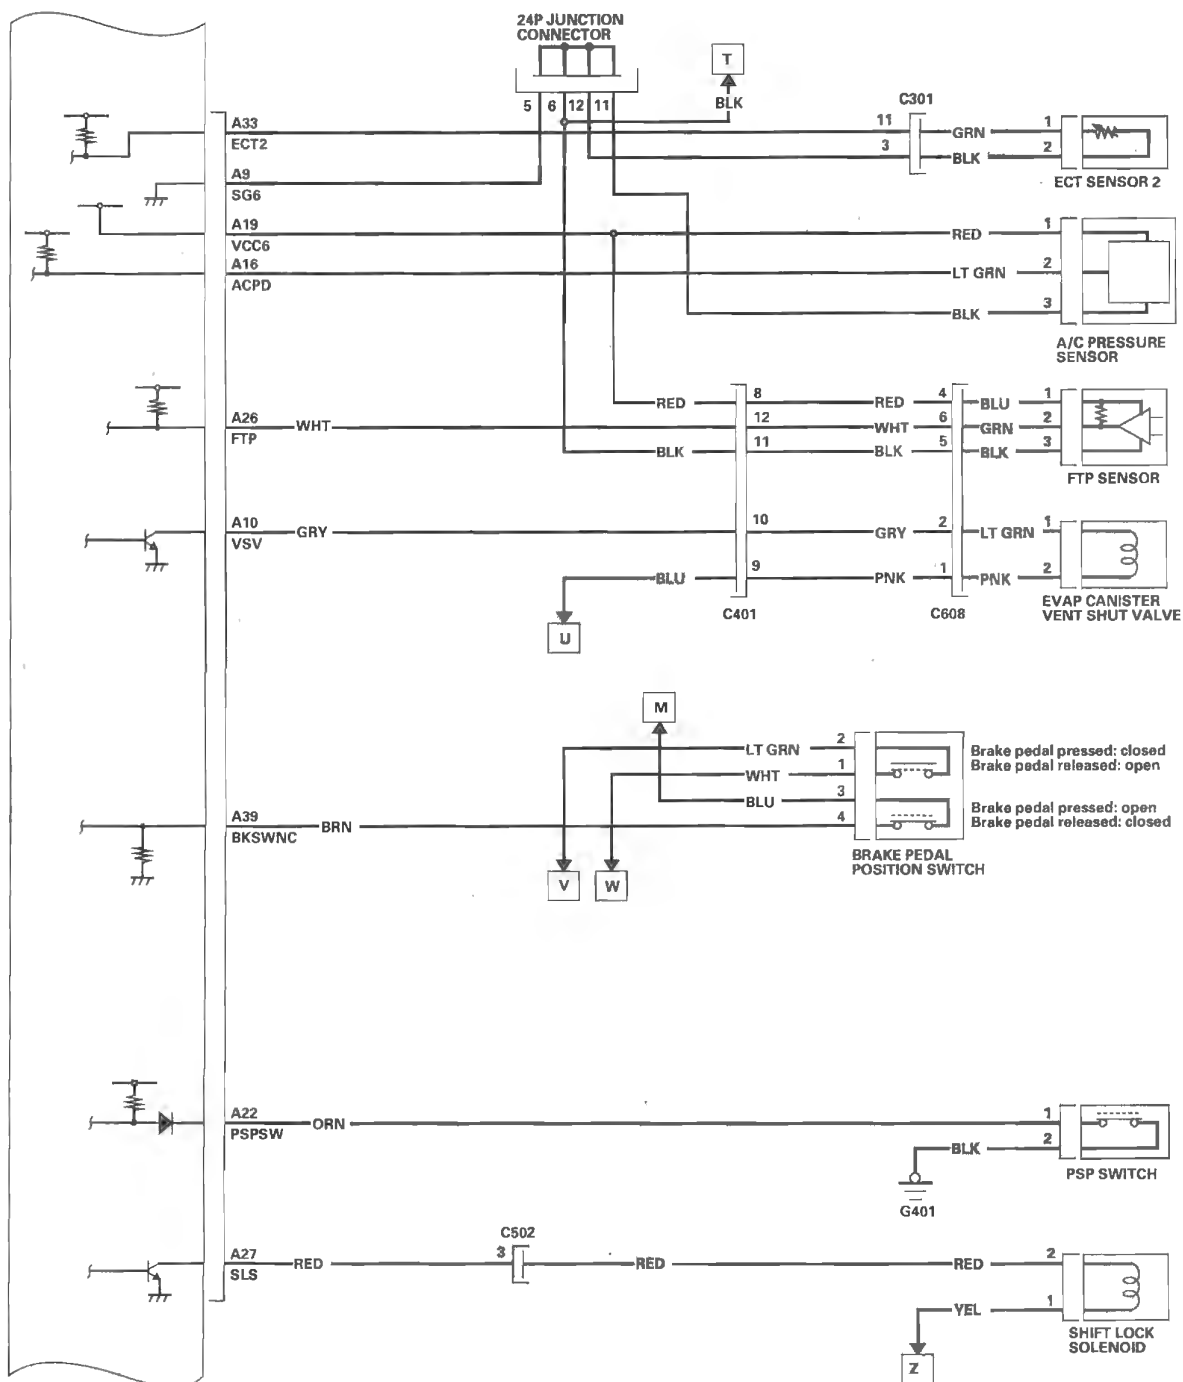 24P JUNCTION
CONNECTOR
T
5 6 12 11
BLK
C301
A33
ECT2
11
GRN
1
3
BLK
2
ECT SENSOR 2
A9
SG6
A19
VCC6
RED
1
A16
ACPD
LT GRN
2
BLK
3
A/C PRESSURE
SENSOR
RED
8
RED
4
BLU
1
A26
FTP
WHT
12
WHT
6
GRN
2
BLK
11
BLK
5
BLK
3
FTP SENSOR
A10
VSV
GRY
10
GRY
2
LT GRN
1
BLU
9
PNK
1
PNK
2
U
C401
C608
EVAP CANISTER
VENT SHUT VALVE
M
LT GRN
2
Brake pedal pressed: closed
Brake pedal released: open
WHT
1
BLU
3
Brake pedal pressed: open
Brake pedal released: closed
A39
BKSWNC
BRN
4
BRAKE PEDAL
POSITION SWITCH
V
W
A22
PSPSW
ORN
1
BLK
2
PSP SWITCH
G401
C502
A27
SLS
RED
3
RED
RED
2
YEL
1
SHIFT LOCK
SOLENOID
Z